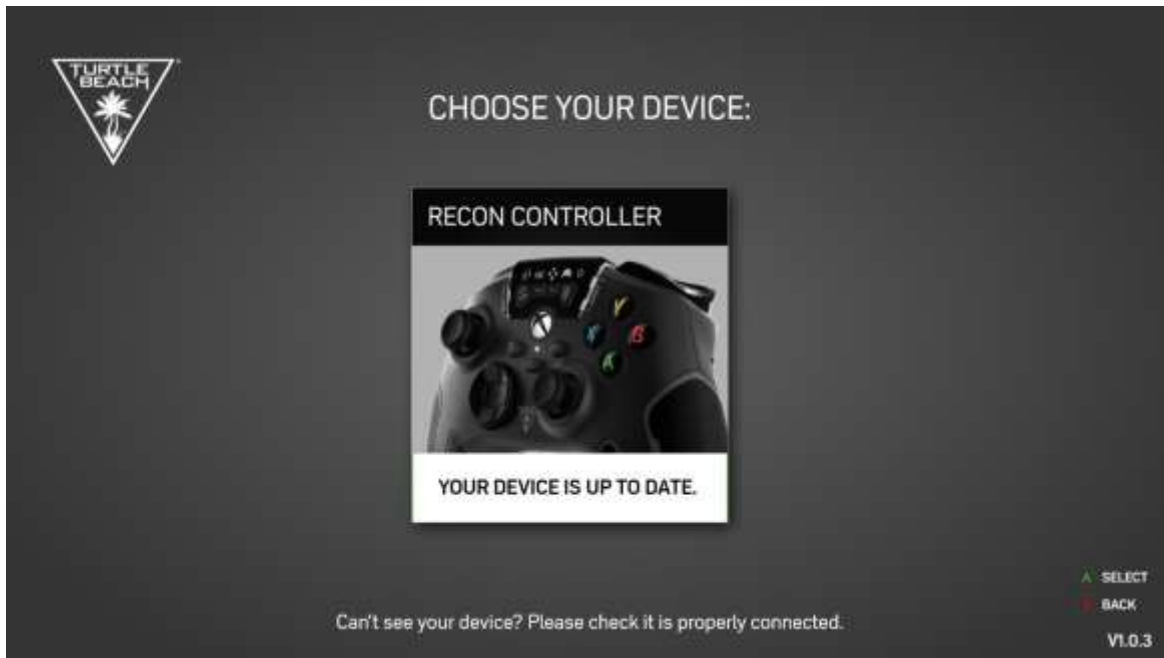 TURTLE
BEACH
CHOOSE YOUR DEVICE:
RECON CONTROLLER
Y
X
B
A
YOUR DEVICE IS UP TO DATE.
A SELECT
B BACK
Can't see your device? Please check it is properly connected.
V1.0.3